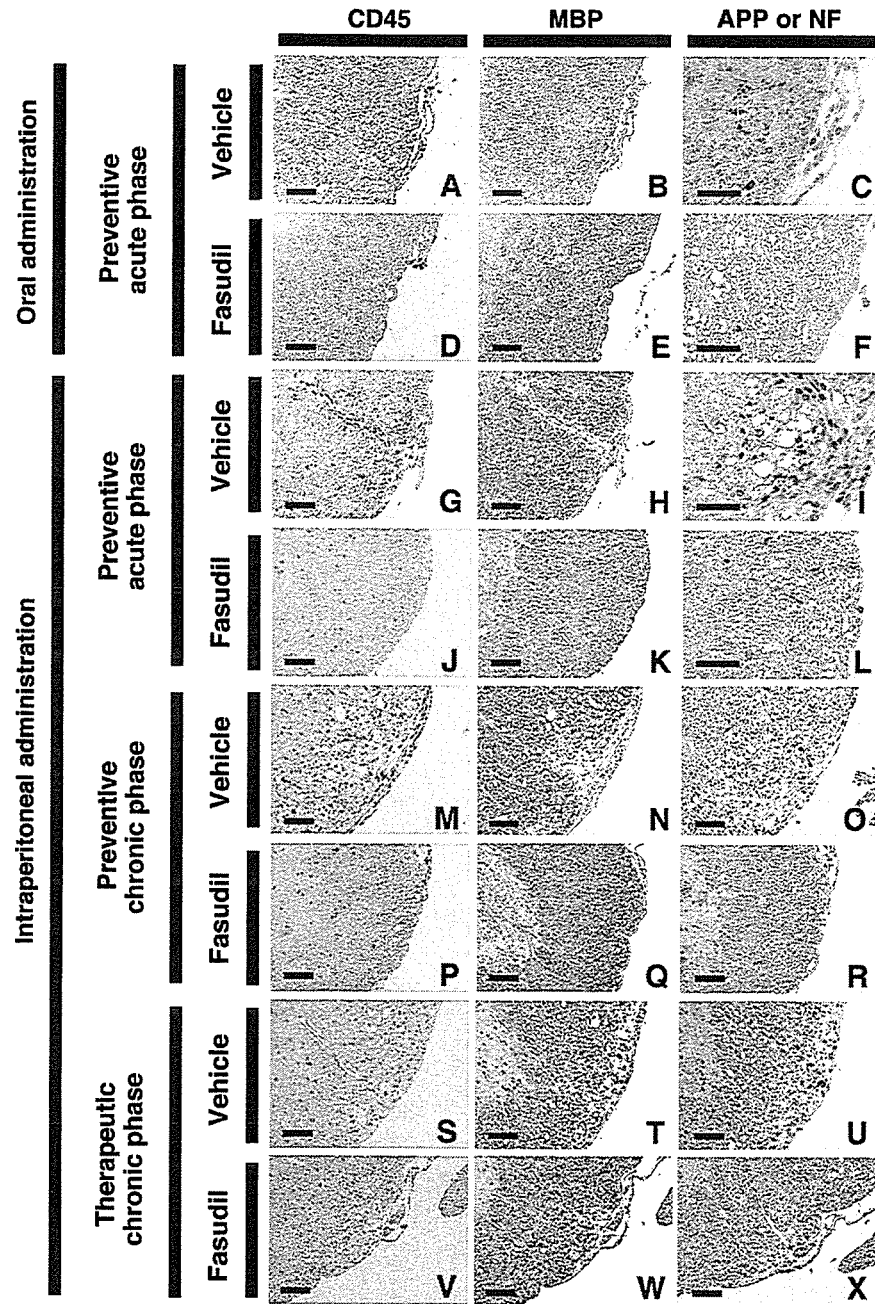 CD45 MBP APP or NF
Oral administration
Preventive
acute phase
Vehicle
A B C
Fasudil
D E F
Intraperitoneal administration
Preventive
acute phase
Vehicle
G H I
Fasudil
J K L
Preventive
chronic phase
Vehicle
M N O
Fasudil
P Q R
Therapeutic
chronic phase
Vehicle
S T U
Fasudil
V W X